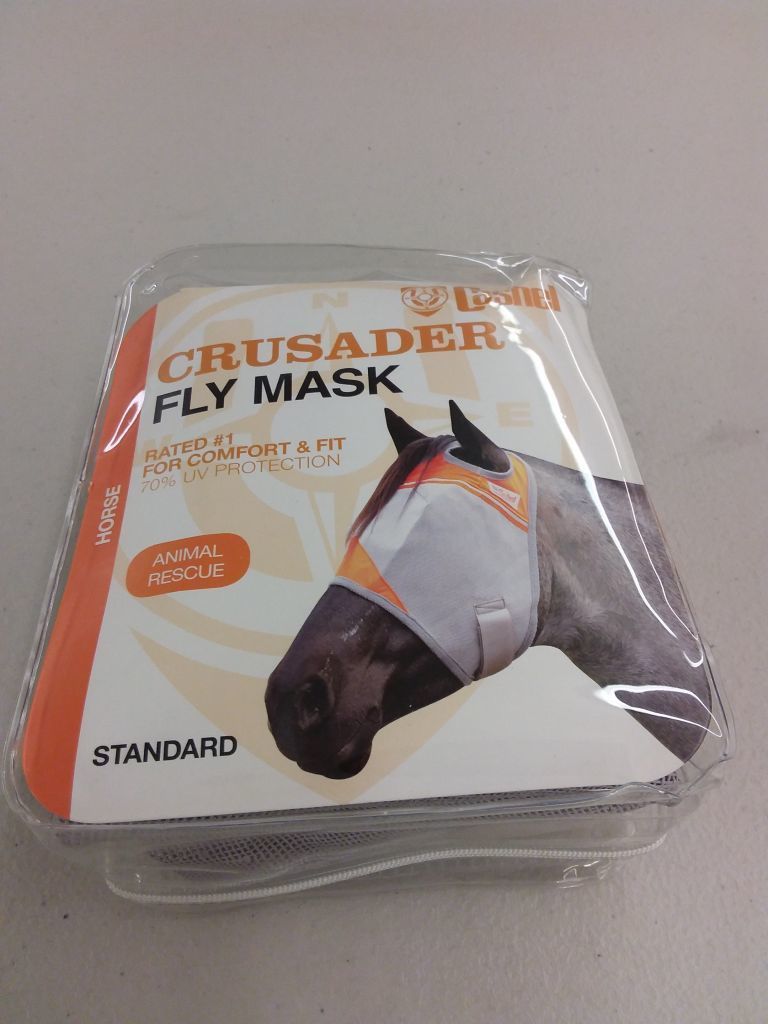 Cashel
CRUSADER
FLY MASK
RATED #1
FOR COMFORT & FIT
70% UV PROTECTION
HORSE
ANIMAL
RESCUE
STANDARD
N
E